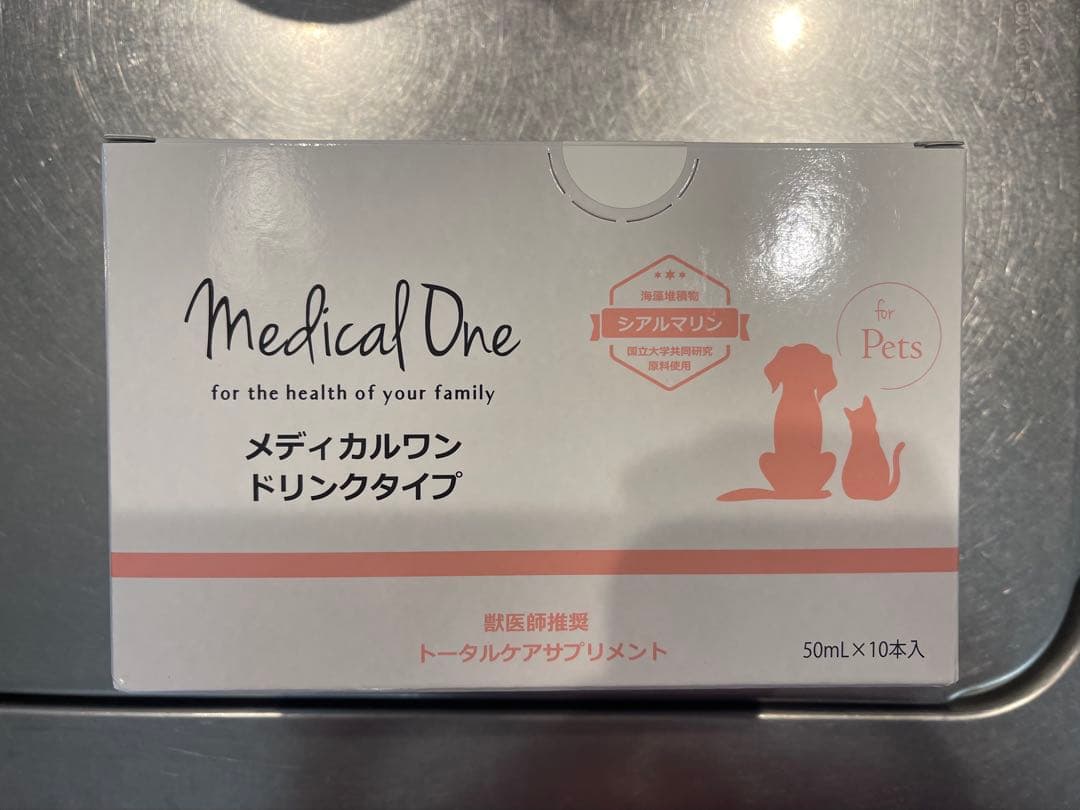 Medical One
for the health of your family
メディカルワン
ドリンクタイプ
海藻堆積物
シアルマリン
国立大学共同研究
原料使用
for
Pets
獣医師推奨
トータルケアサプリメント
50mL×10本入